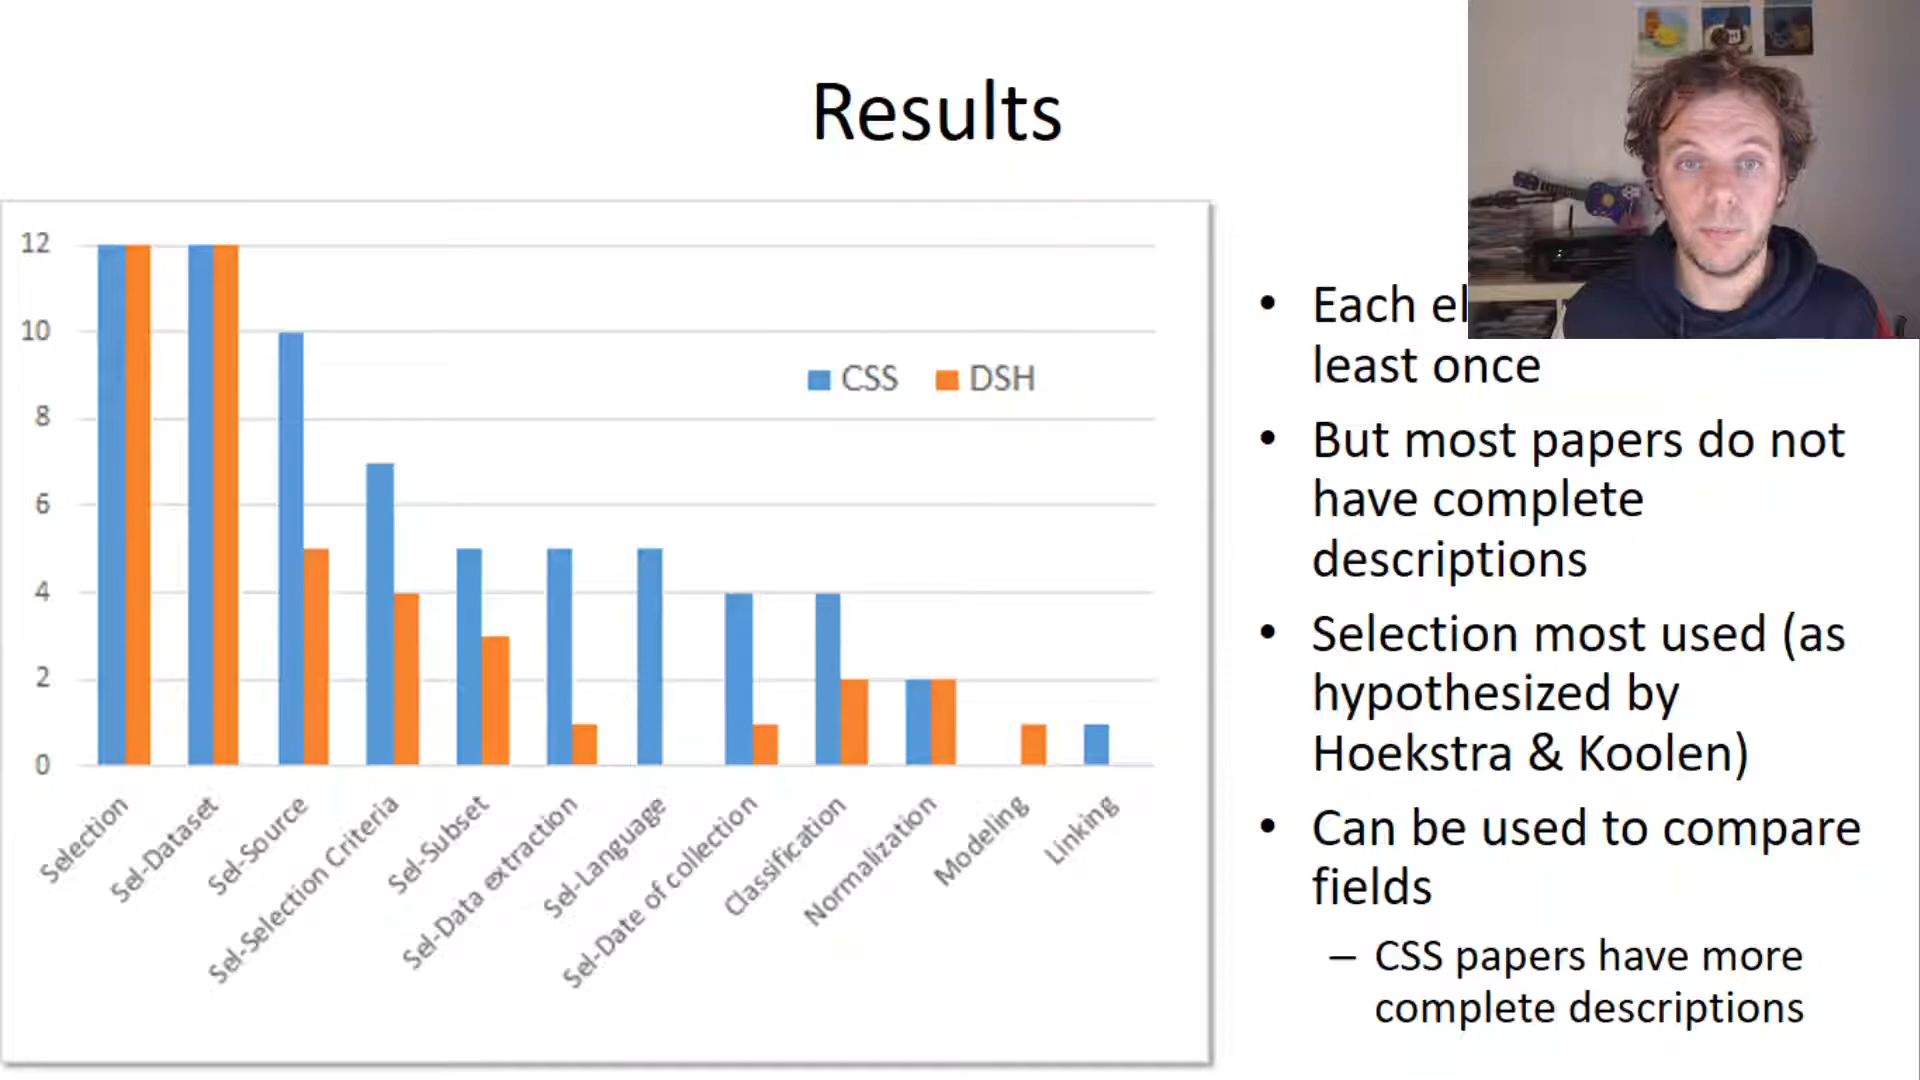 Results
12
10
8
6
4
2
0
CSS
DSH
Selection
Sel-Dataset
Sel-Source
Sel-Selection Criteria
Sel-Subset
Sel-Data extraction
Sel-Language
Sel-Date of collection
Classification
Normalization
Modeling
Linking
• Each
least once
• But most papers do not
have complete
descriptions
• Selection most used (as
hypothesized by
Hoekstra & Koolen)
• Can be used to compare
fields
– CSS papers have more
complete descriptions